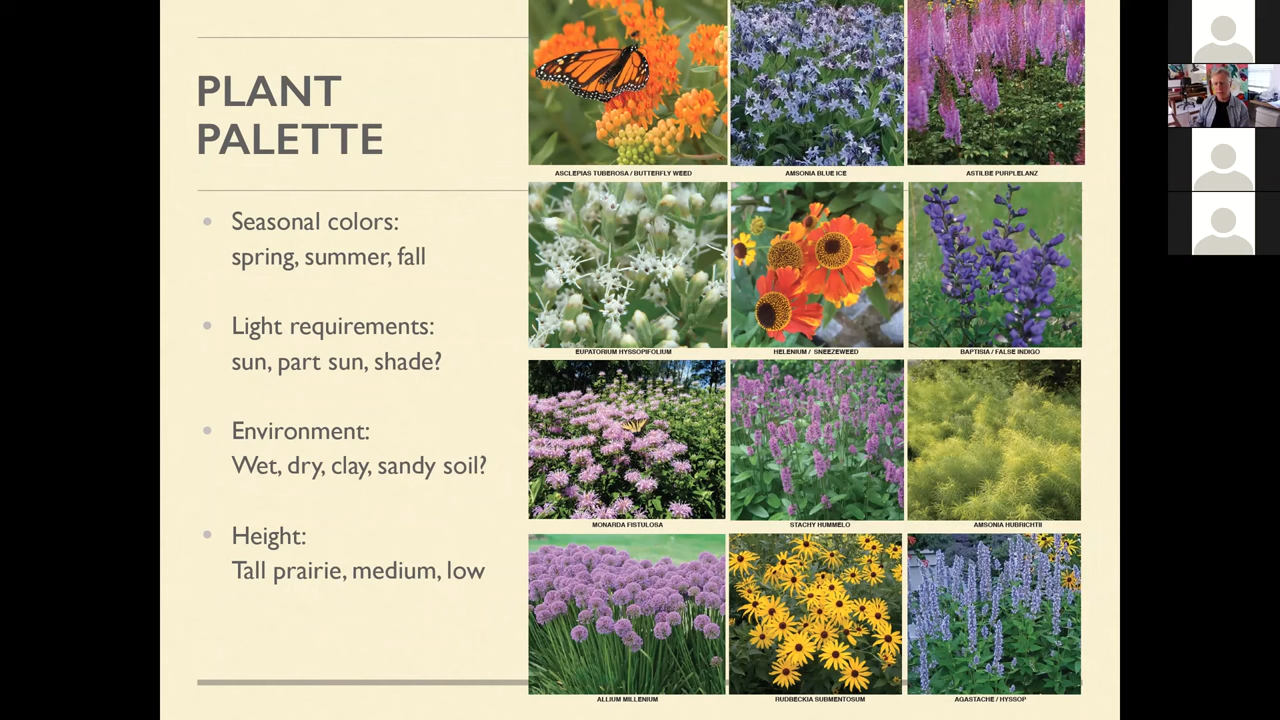 PLANT
PALETTE
Seasonal colors:
spring, summer, fall
Light requirements:
sun, part sun, shade?
Environment:
Wet, dry, clay, sandy soil?
Height:
Tall prairie, medium, low
ASCLEPIAS TUBEROSA / BUTTERFLY WEED
AMSONIA BLUE ICE
ASTILBE PURPLELANZ
EUPATORIUM HYSSOPIFOLIUM
HELENIUM / SNEEZEWEED
BAPTISIA / FALSE INDIGO
MONARDA FISTULOSA
STACHY HUMMELO
AMSONIA HUBRICHTII
ALLIUM MILLENIUM
RUDBECKIA SUBMENTOSUM
AGASTACHE / HYSSOP